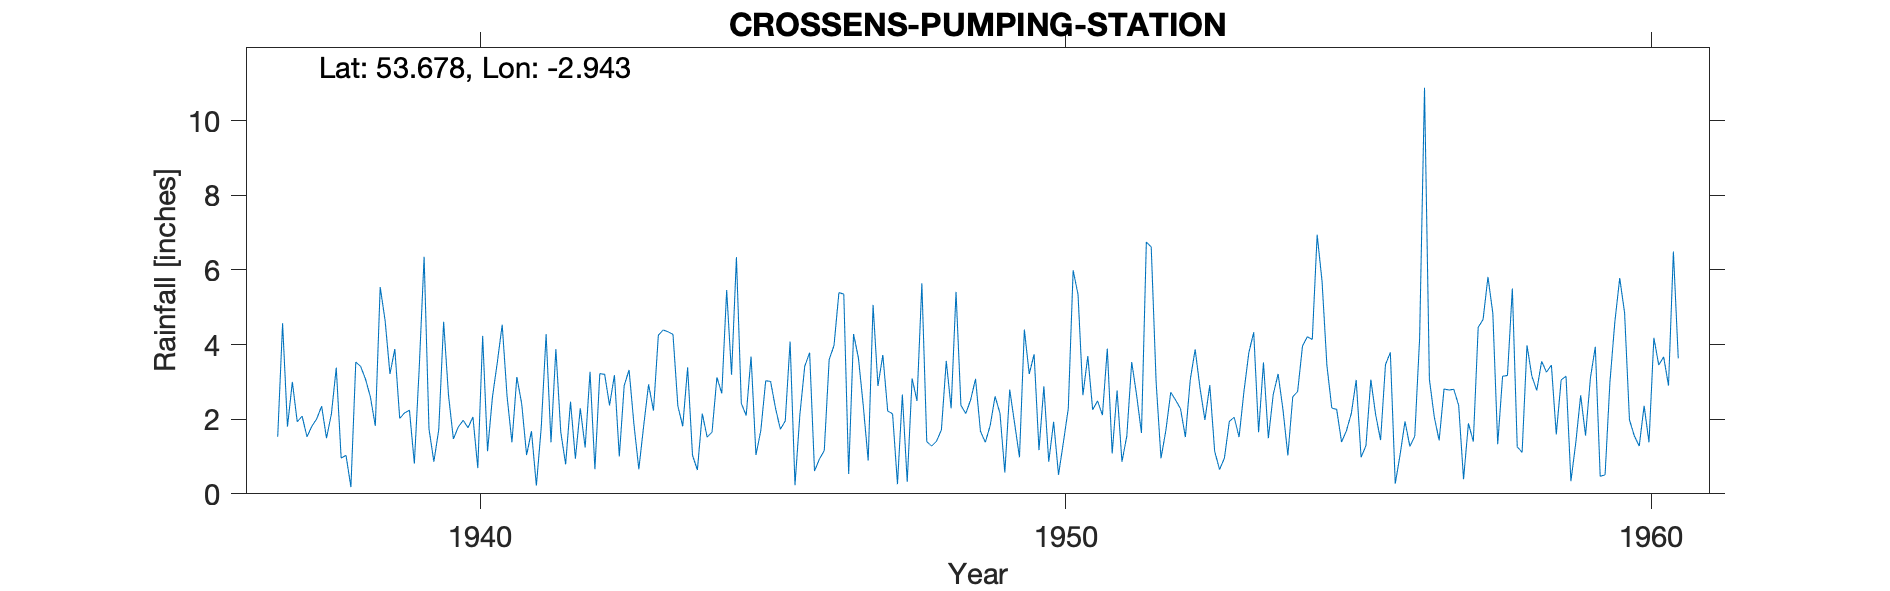 CROSSENS-PUMPING-STATION
Lat: 53.678, Lon: -2.943
10
8
6
4
2
0
Rainfall [inches]
1940 1950 1960
Year